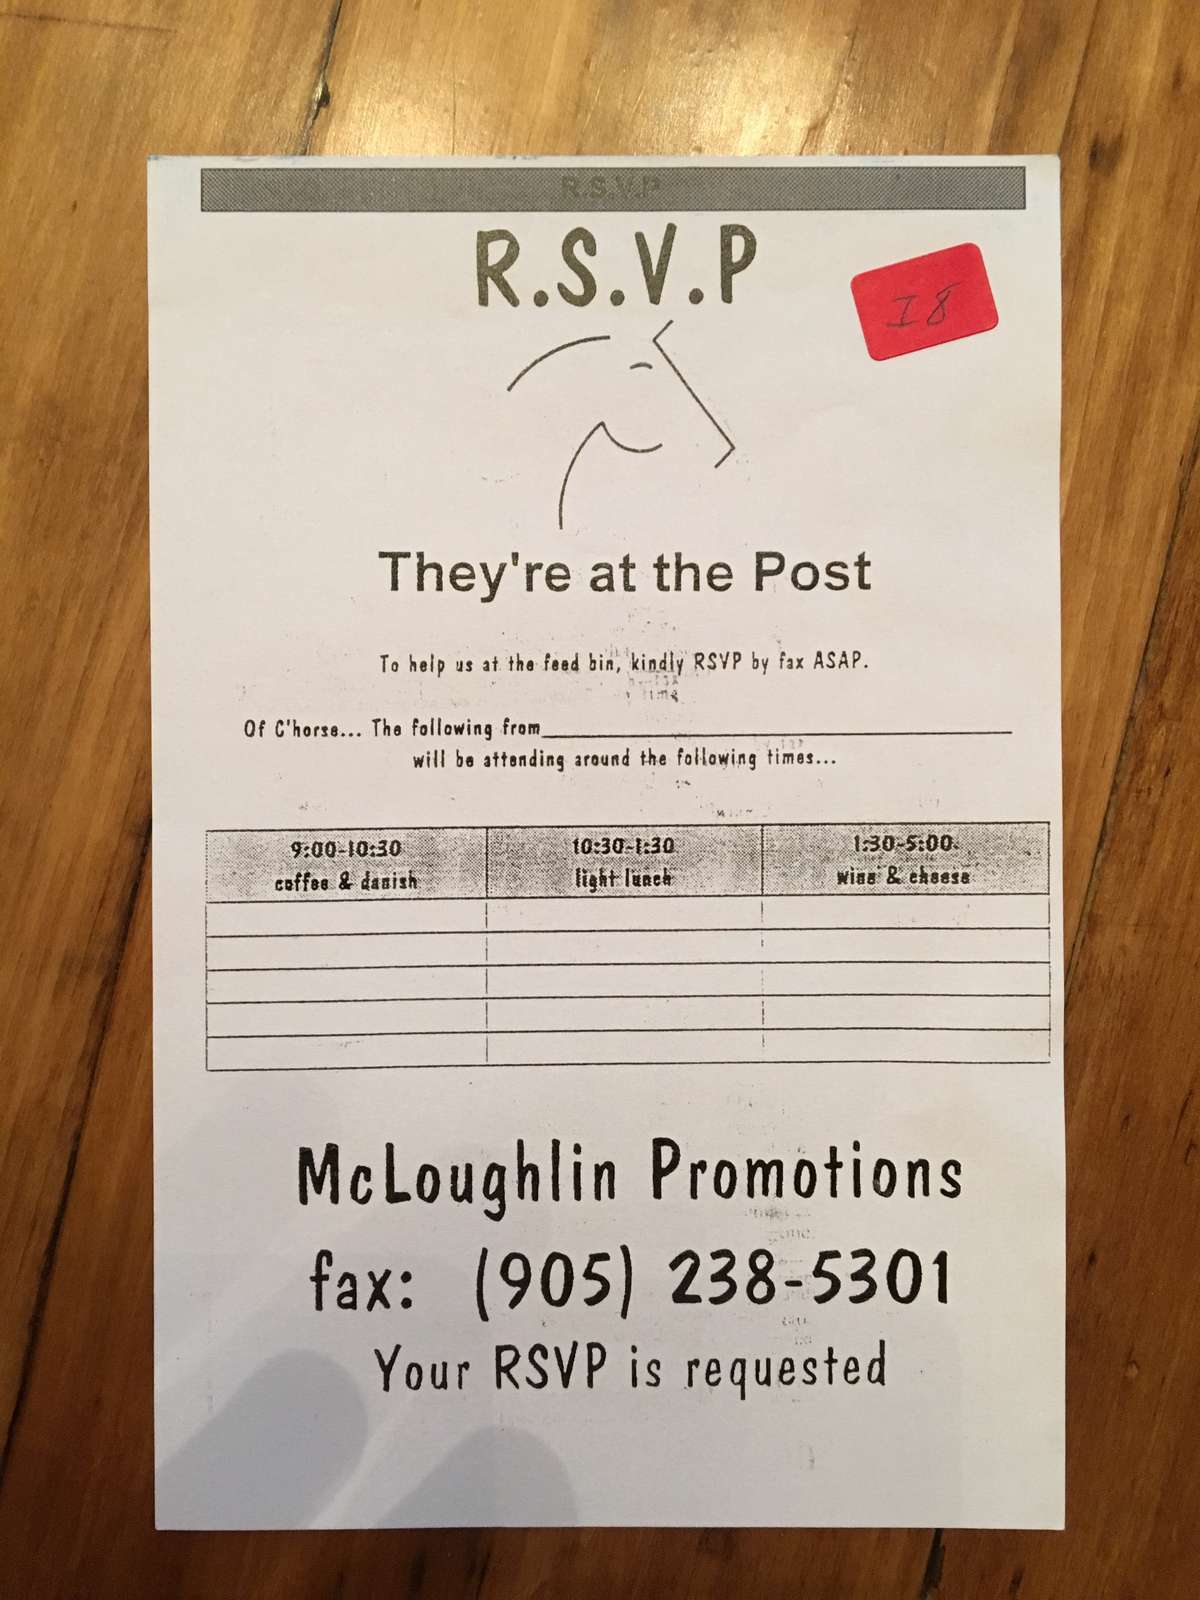 R.S.V.P
R.S.V.P
I 8
They're at the Post
To help us at the feed bin, kindly RSVP by fax ASAP.
Of C'horse... The following from
will be attending around the following times...
9:00-10:30 10:30-1:30 1:30-5:00
coffee & danish light lunch wine & cheese
McLoughlin Promotions
fax: (905) 238-5301
Your RSVP is requested